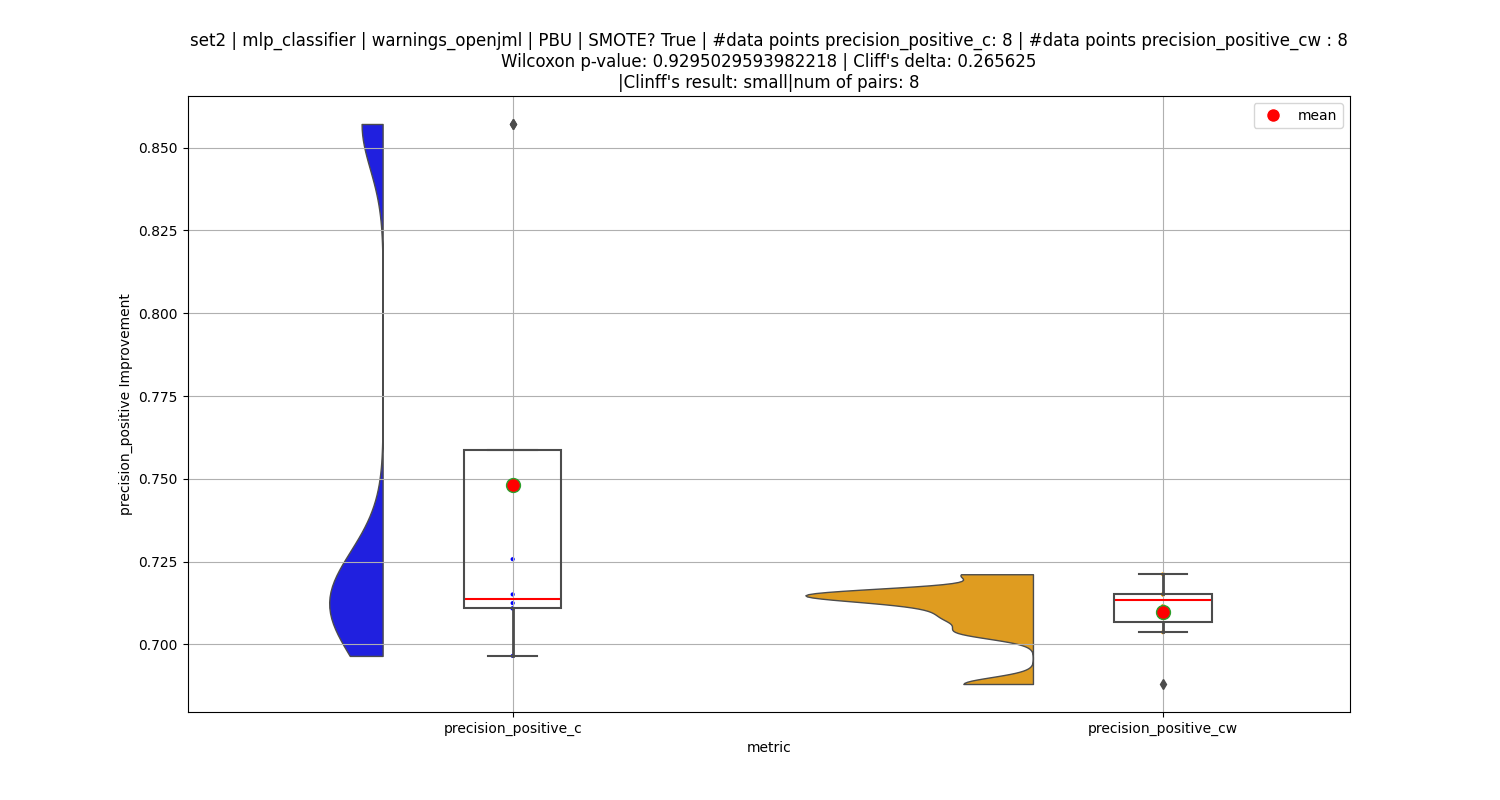 set2 | mlp_classifier | warnings_openjml | PBU | SMOTE? True | #data points precision_positive_c: 8 | #data points precision_positive_cw : 8
Wilcoxon p-value: 0.9295029593982218 | Cliff's delta: 0.265625
|Clinff's result: small|num of pairs: 8
mean
0.850
0.825
0.800
0.775
0.750
0.725
0.700
precision_positive Improvement
precision_positive_c
precision_positive_cw
metric